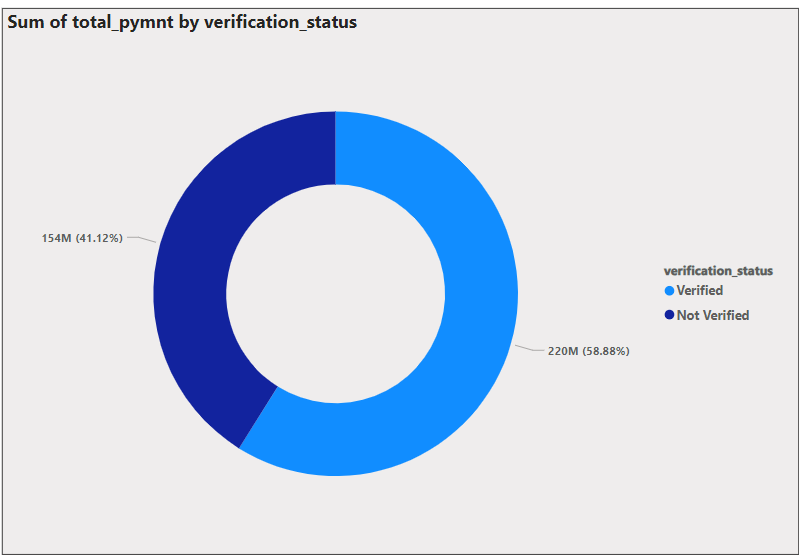 Sum of total_pymnt by verification_status
154M (41.12%)
verification_status
Verified
Not Verified
220M (58.88%)